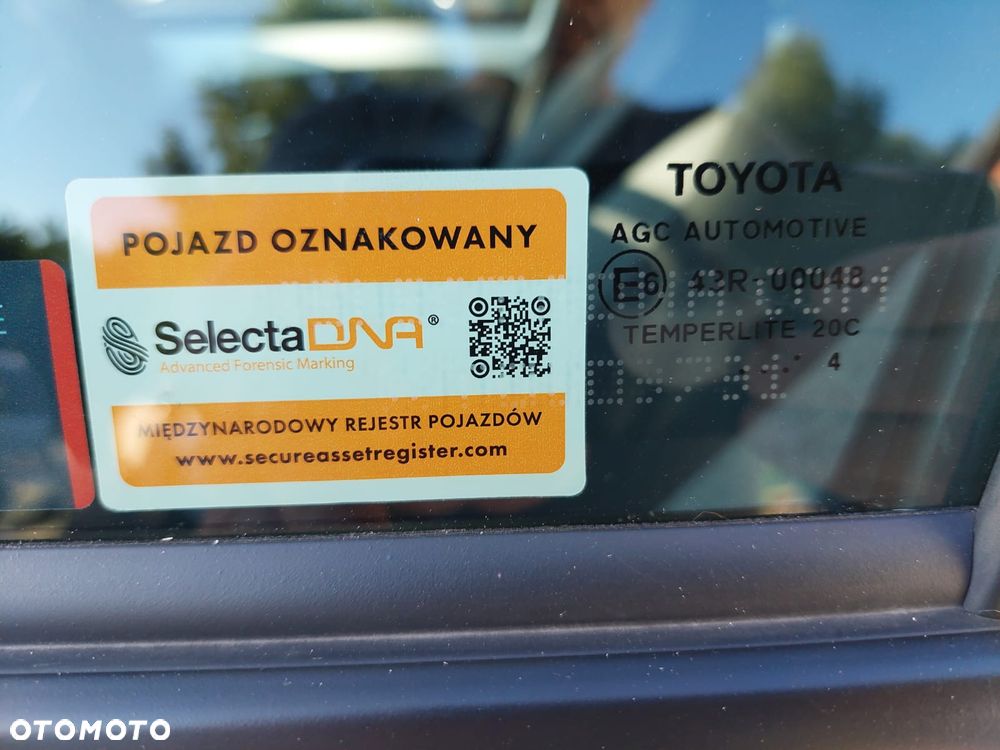 POJAZD OZNAKOWANY
SelectaDNA®
Advanced Forensic Marking
MIĘDZYNARODOWY REJESTR POJAZDÓW
www.secureassetregister.com
TOYOTA
AGC AUTOMOTIVE
E6 43R-00048
TEMPERLITE 20C
4
OTOMOTO